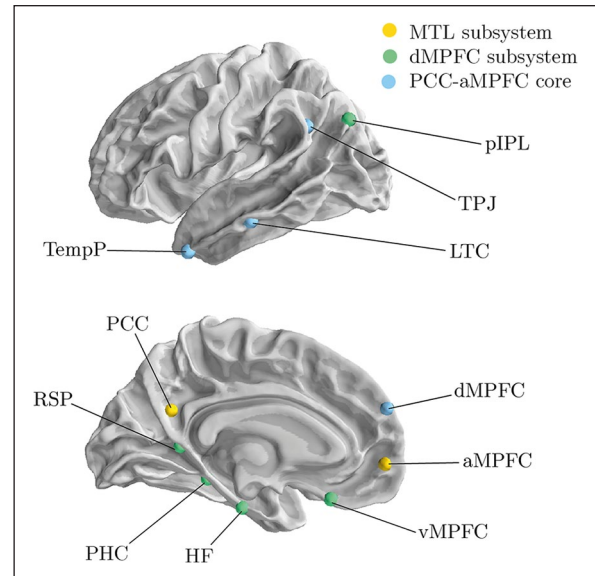 MTL subsystem
dMPFC subsystem
PCC-aMPFC core
pIPL
TPJ
LTC
TempP
PCC
RSP
dMPFC
aMPFC
vMPFC
PHC
HF